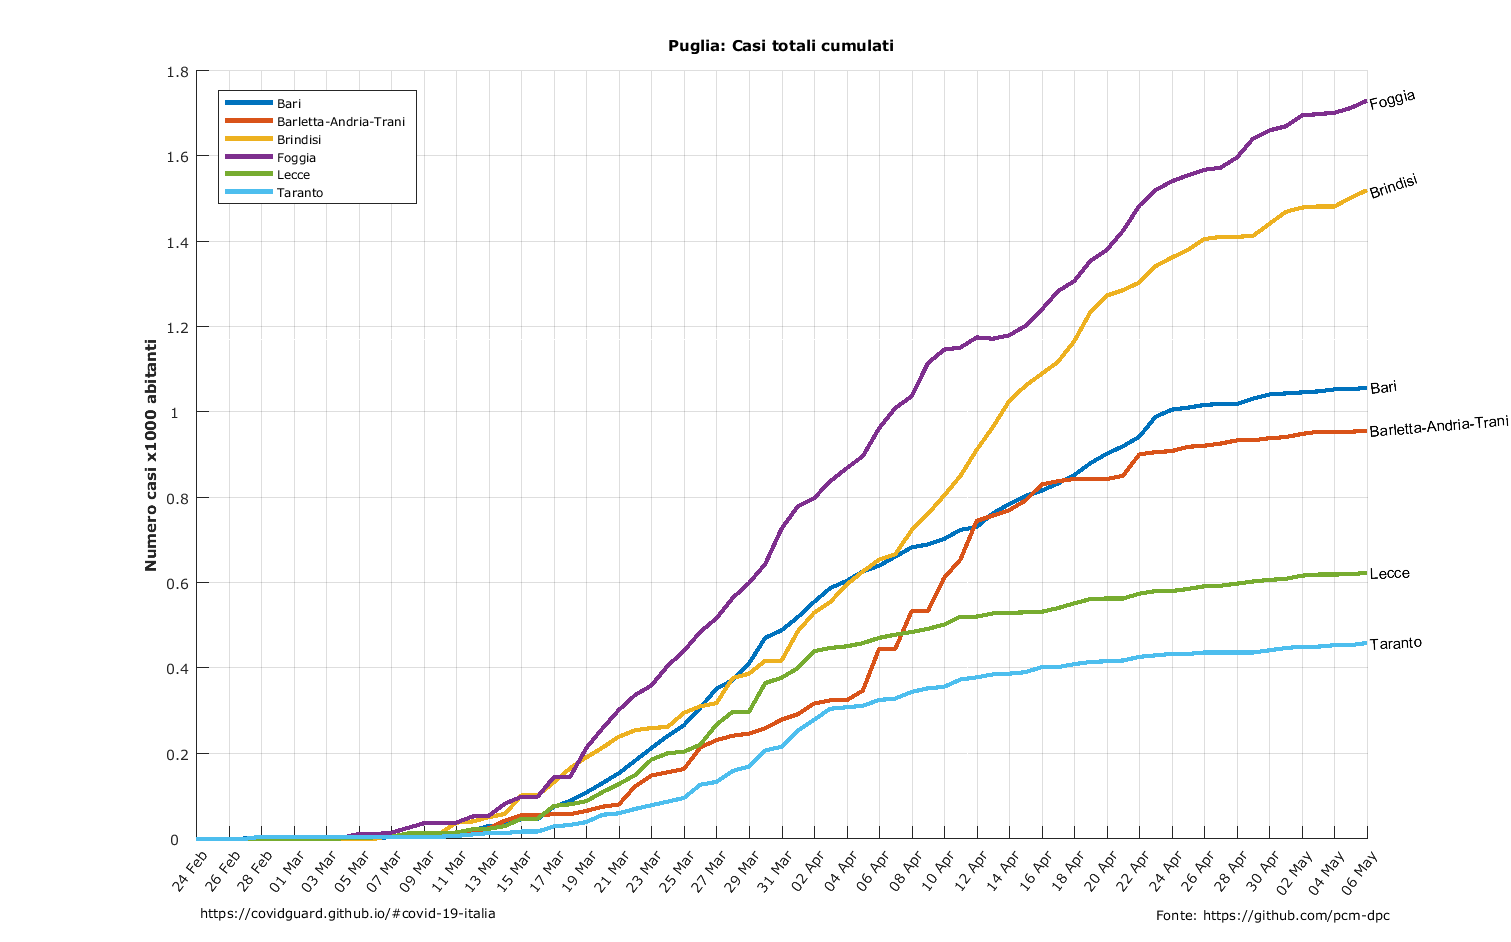 Puglia: Casi totali cumulati
Numero casi x1000 abitanti
1.8
1.6
1.4
1.2
1
0.8
0.6
0.4
0.2
0
Bari
Barletta-Andria-Trani
Brindisi
Foggia
Lecce
Taranto
Foggia
Brindisi
Bari
Barletta-Andria-Trani
Lecce
Taranto
24 Feb
26 Feb
28 Feb
01 Mar
03 Mar
05 Mar
07 Mar
09 Mar
11 Mar
13 Mar
15 Mar
17 Mar
19 Mar
21 Mar
23 Mar
25 Mar
27 Mar
29 Mar
31 Mar
02 Apr
04 Apr
06 Apr
08 Apr
10 Apr
12 Apr
14 Apr
16 Apr
18 Apr
20 Apr
22 Apr
24 Apr
26 Apr
28 Apr
30 Apr
02 May
04 May
06 May
https://covidguard.github.io/#covid-19-italia
Fonte: https://github.com/pcm-dpc